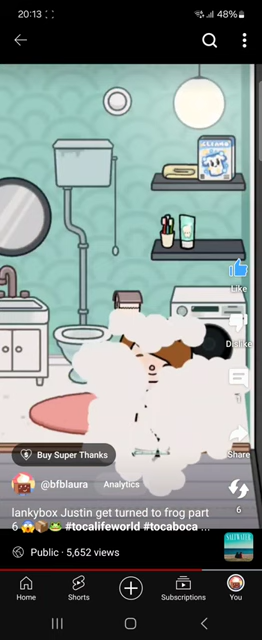 20:13
48%
Like
Dislike
Share
6
Buy Super Thanks
@bfblaura Analytics
lankybox Justin get turned to frog part
6 😱📦🐸 #tocalifeworld #tocaboca ...
Public · 5,652 views
Home
Shorts
Subscriptions
You